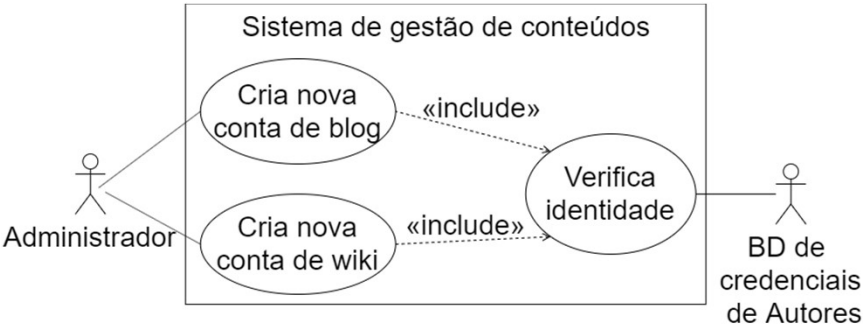 Sistema de gestão de conteúdos
Cria nova
conta de blog
«include»
Verifica
identidade
Administrador
Cria nova
conta de wiki
«include»
BD de
credenciais
de Autores